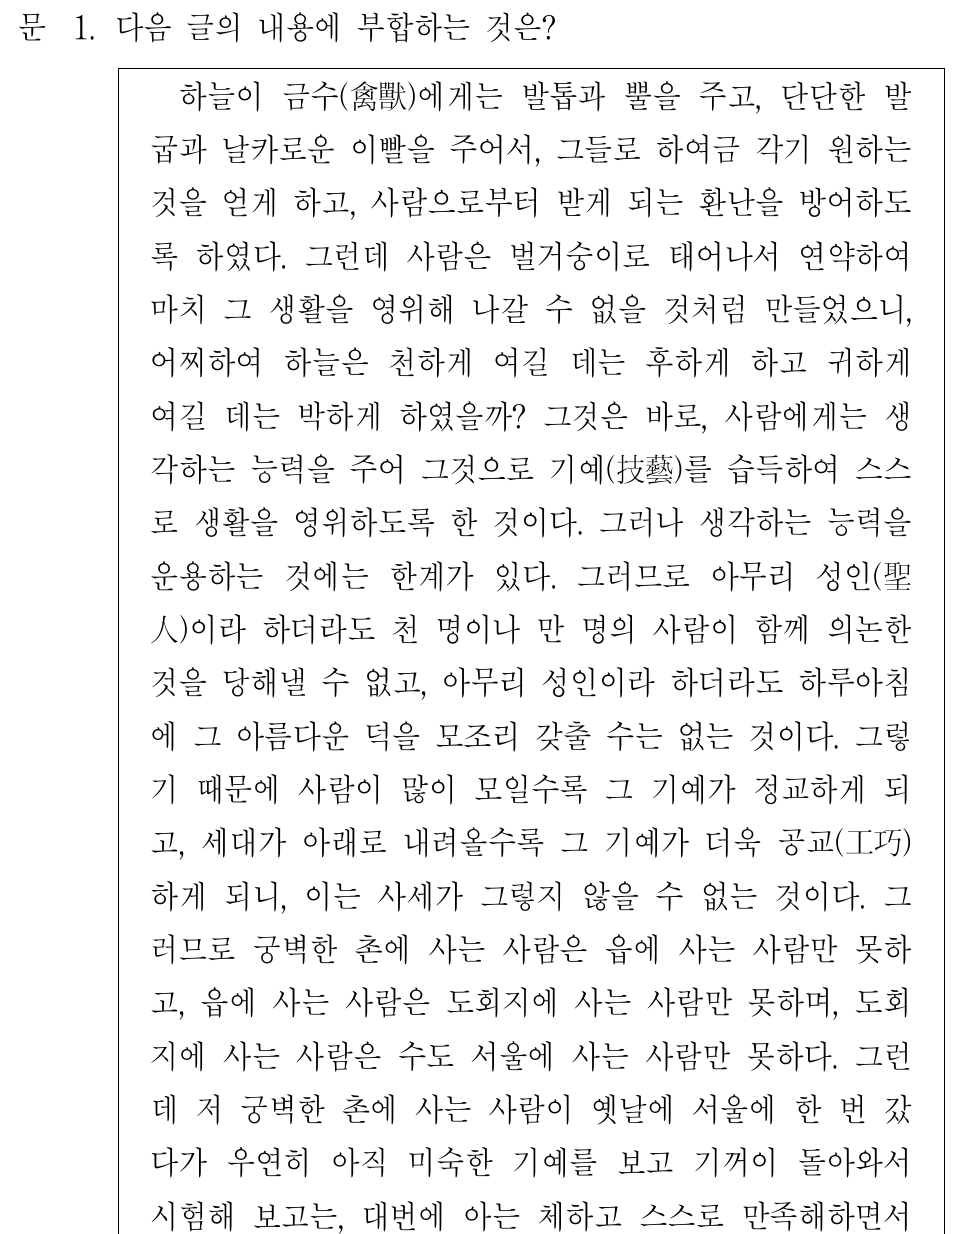 문 1. 다음 글의 내용에 부합하는 것은?
하늘이 금수(禽獸)에게는 발톱과 뿔을 주고, 단단한 발
굽과 날카로운 이빨을 주어서, 그들로 하여금 각기 원하는
것을 얻게 하고, 사람으로부터 받게 되는 환난을 방어하도
록 하였다. 그런데 사람은 벌거숭이로 태어나서 연약하여
마치 그 생활을 영위해 나갈 수 없을 것처럼 만들었으니,
어찌하여 하늘은 천하게 여길 데는 후하게 하고 귀하게
여길 데는 박하게 하였을까? 그것은 바로, 사람에게는 생
각하는 능력을 주어 그것으로 기예(技藝)를 습득하여 스스
로 생활을 영위하도록 한 것이다. 그러나 생각하는 능력을
운용하는 것에는 한계가 있다. 그러므로 아무리 성인(聖
人)이라 하더라도 천 명이나 만 명의 사람이 함께 의논한
것을 당해낼 수 없고, 아무리 성인이라 하더라도 하루아침
에 그 아름다운 덕을 모조리 갖출 수는 없는 것이다. 그렇
기 때문에 사람이 많이 모일수록 그 기예가 정교하게 되
고, 세대가 아래로 내려올수록 그 기예가 더욱 공교(工巧)
하게 되니, 이는 사세가 그렇지 않을 수 없는 것이다. 그
러므로 궁벽한 촌에 사는 사람은 읍에 사는 사람만 못하
고, 읍에 사는 사람은 도회지에 사는 사람만 못하며, 도회
지에 사는 사람은 수도 서울에 사는 사람만 못하다. 그런
데 저 궁벽한 촌에 사는 사람이 옛날에 서울에 한 번 갔
다가 우연히 아직 미숙한 기예를 보고 기꺼이 돌아와서
시험해 보고는, 대번에 아는 체하고 스스로 만족해하면서